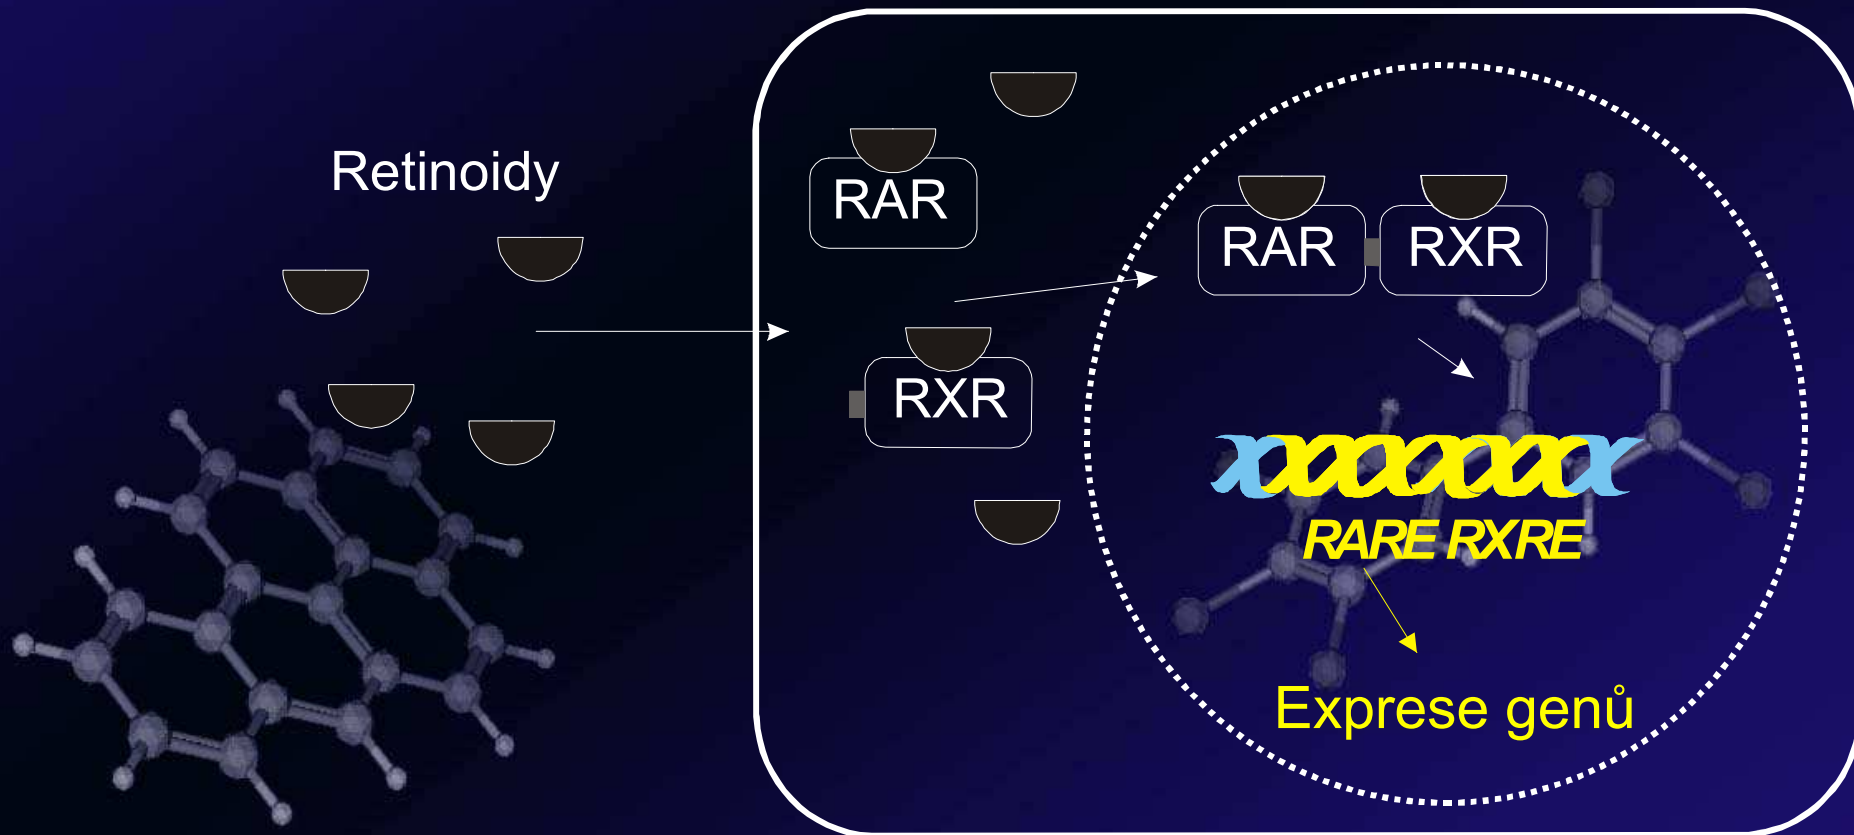 Retinoidy
RAR
RXR
RAR RXR
RARE RXRE
Exprese genů